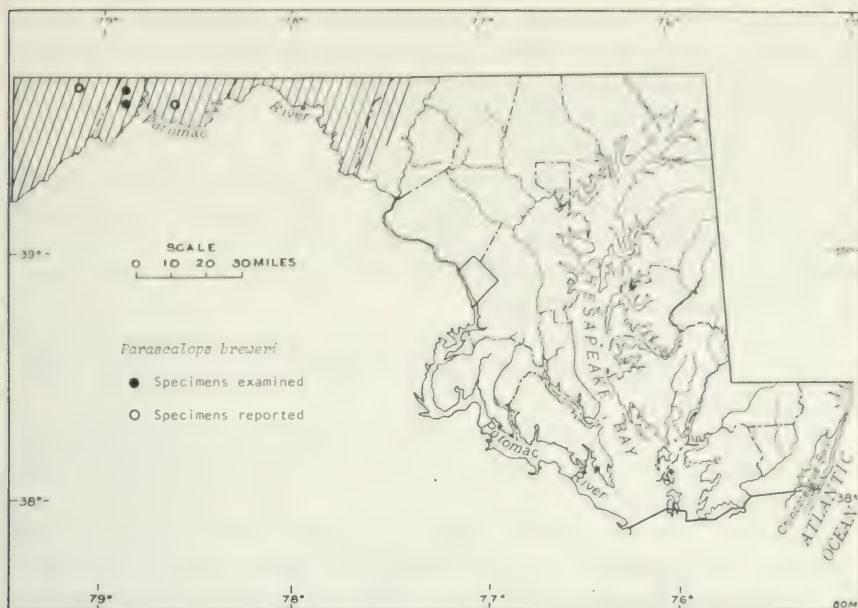 79°
78°
77
76°
Potomac
River
SCALE
0 10 20 30 MILES
39°
CHESAPEAKE BAY
Parascalops breweri
● Specimens examined
○ Specimens reported
Potomac
River
38°
38°
ATLANTIC
OCEAN
79°
78°
77°
76°